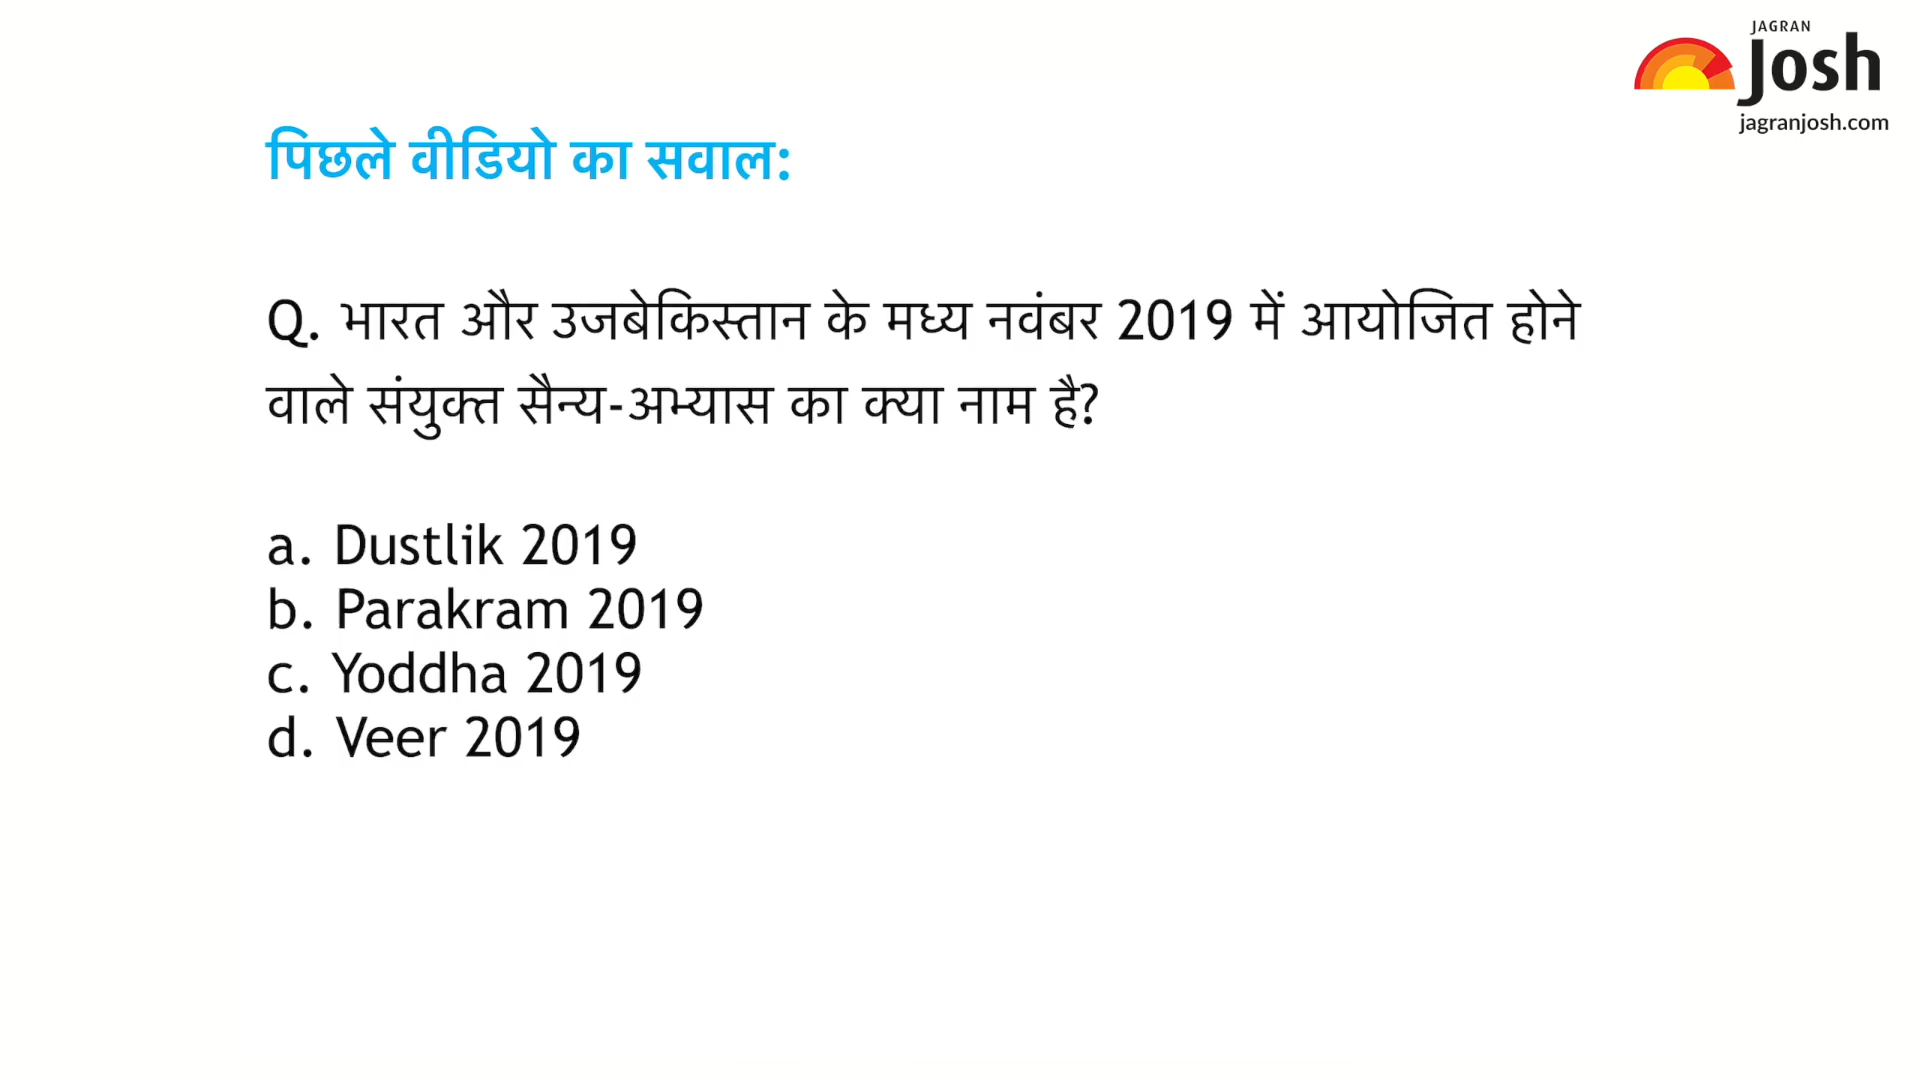 JAGRAN
Josh
jagranjosh.com
पिछले वीडियो का सवाल:
Q. भारत और उजबेकिस्तान के मध्य नवंबर 2019 में आयोजित होने
वाले संयुक्त सैन्य-अभ्यास का क्या नाम है?
a. Dustlik 2019
b. Parakram 2019
c. Yoddha 2019
d. Veer 2019